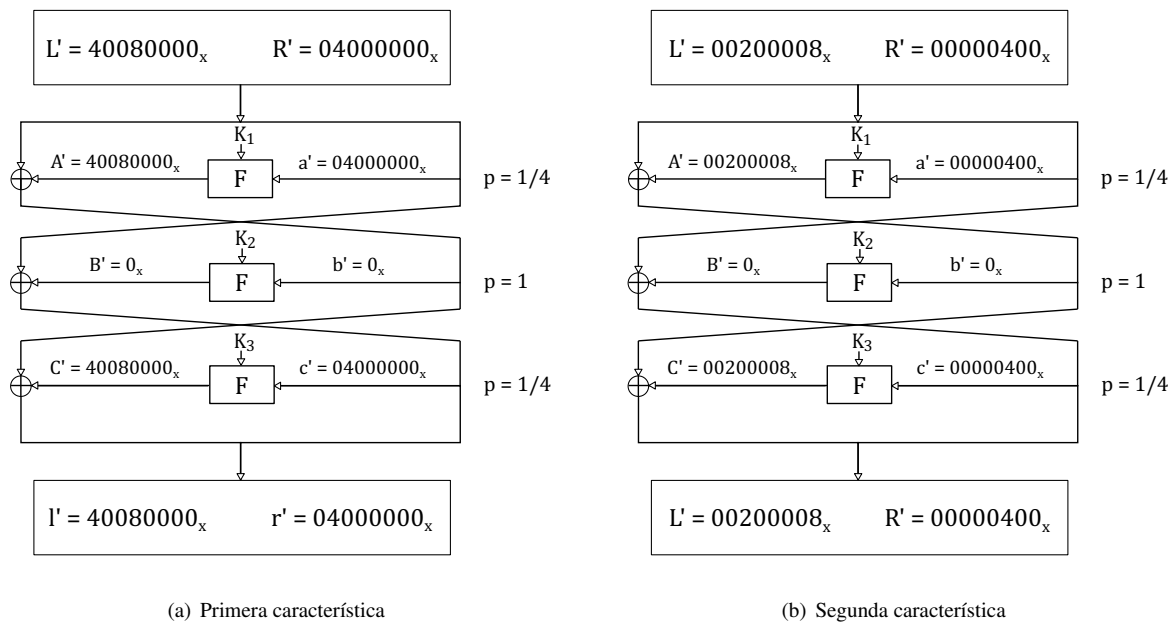 L' = 40080000x R' = 04000000x
K1
A' = 40080000x F a' = 04000000x p = 1/4
K2
B' = 0x F b' = 0x p = 1
K3
C' = 40080000x F c' = 04000000x p = 1/4
l' = 40080000x r' = 04000000x
(a) Primera característica
L' = 00200008x R' = 00000400x
K1
A' = 00200008x F a' = 00000400x p = 1/4
K2
B' = 0x F b' = 0x p = 1
K3
C' = 00200008x F c' = 00000400x p = 1/4
L' = 00200008x R' = 00000400x
(b) Segunda característica